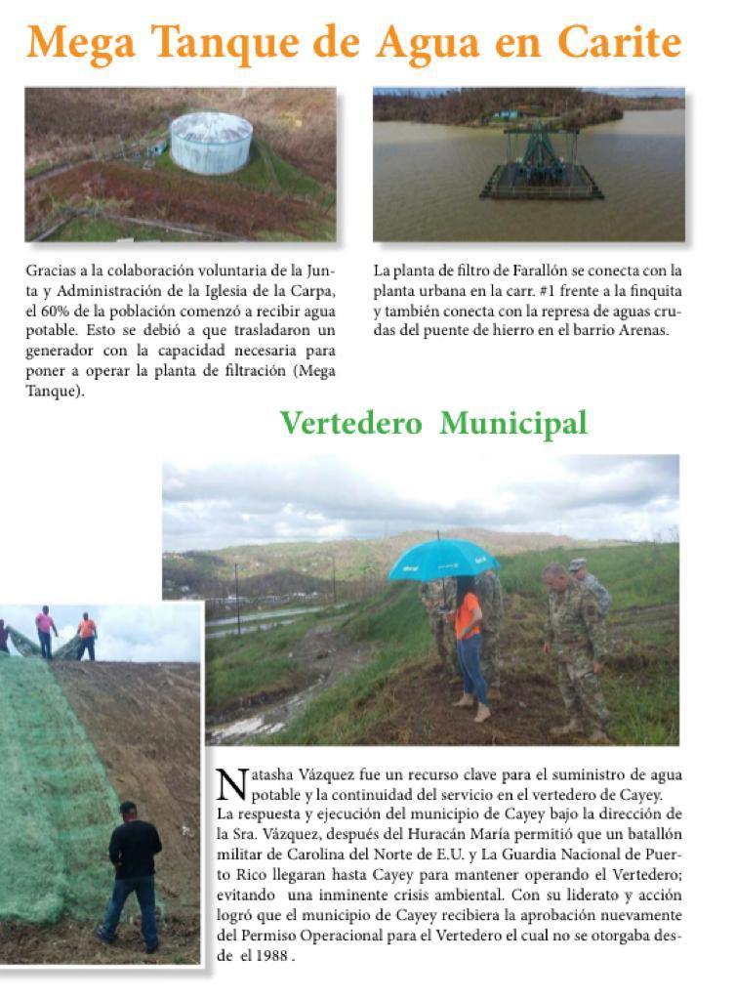 Mega Tanque de Agua en Carite
Gracias a la colaboración voluntaria de la Jun-
ta y Administración de la Iglesia de la Carpa,
el 60% de la población comenzó a recibir agua
potable. Esto se debió a que trasladaron un
generador con la capacidad necesaria para
poner a operar la planta de filtración (Mega
Tanque).
La planta de filtro de Farallón se conecta con la
planta urbana en la carr. #1 frente a la finquita
y también conecta con la represa de aguas cru-
das del puente de hierro en el barrio Arenas.
Vertedero Municipal
Natasha Vázquez fue un recurso clave para el suministro de agua
potable y la continuidad del servicio en el vertedero de Cayey.
La respuesta y ejecución del municipio de Cayey bajo la dirección de
la Sra. Vázquez, después del Huracán María permitió que un batallón
militar de Carolina del Norte de E.U. y La Guardia Nacional de Puer-
to Rico llegaran hasta Cayey para mantener operando el Vertedero;
evitando una inminente crisis ambiental. Con su liderato y acción
logró que el municipio de Cayey recibiera la aprobación nuevamente
del Permiso Operacional para el Vertedero el cual no se otorgaba des-
de el 1988 .